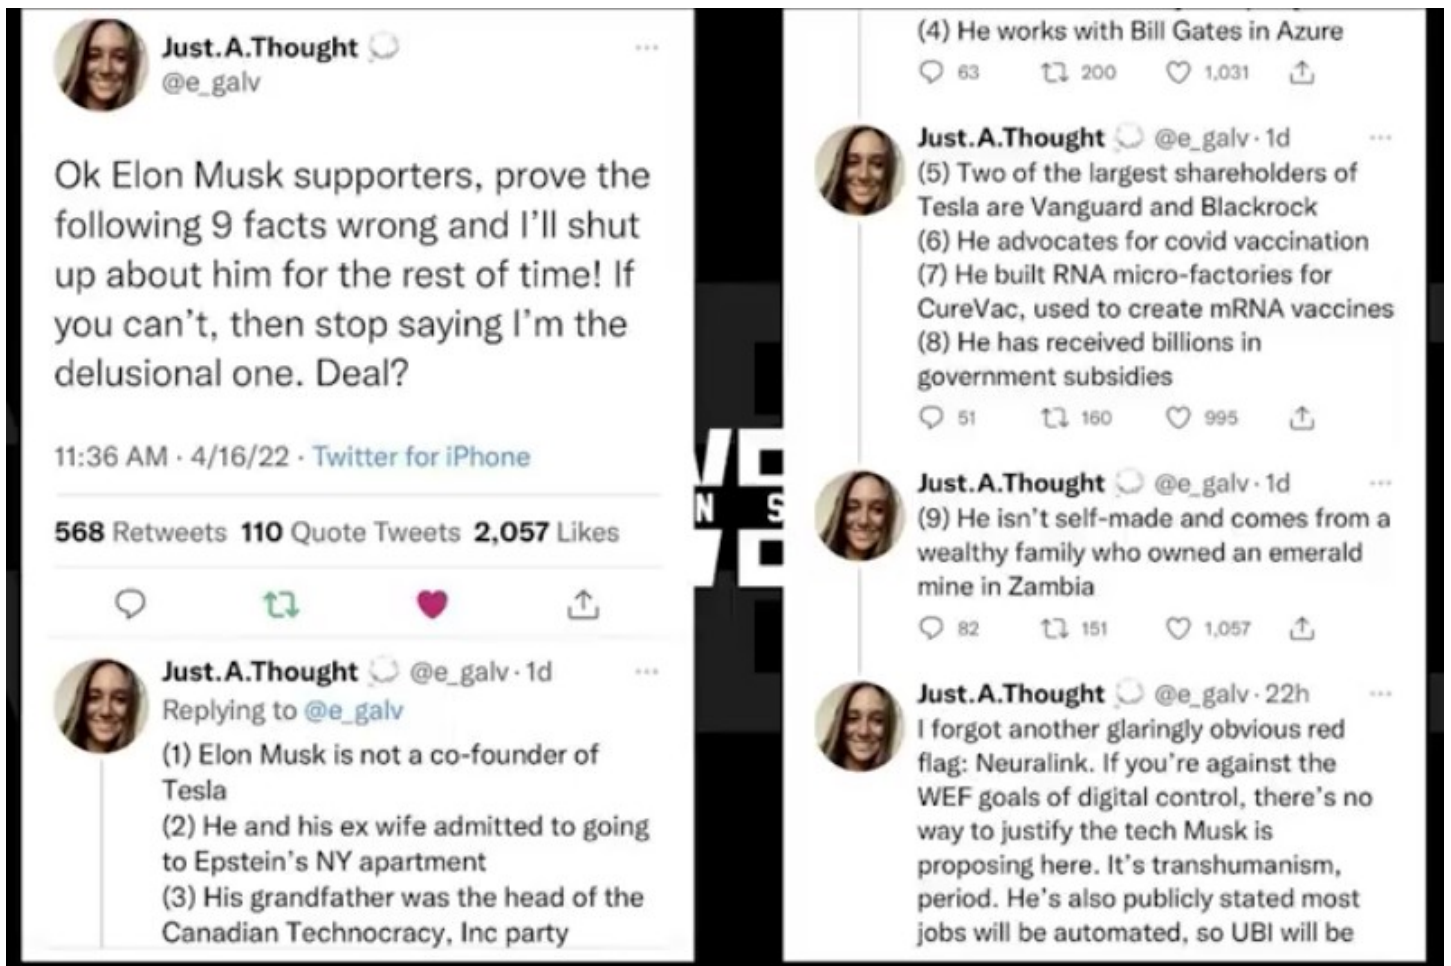 Just.A.Thought
@e_galv
Ok Elon Musk supporters, prove the
following 9 facts wrong and I'll shut
up about him for the rest of time! If
you can't, then stop saying I'm the
delusional one. Deal?
11:36 AM · 4/16/22 · Twitter for iPhone
568 Retweets 110 Quote Tweets 2,057 Likes
Just.A.Thought @e_galv · 1d
Replying to @e_galv
(1) Elon Musk is not a co-founder of
Tesla
(2) He and his ex wife admitted to going
to Epstein's NY apartment
(3) His grandfather was the head of the
Canadian Technocracy, Inc party
(4) He works with Bill Gates in Azure
63 200 1,031
Just.A.Thought @e_galv · 1d
(5) Two of the largest shareholders of
Tesla are Vanguard and Blackrock
(6) He advocates for covid vaccination
(7) He built RNA micro-factories for
CureVac, used to create mRNA vaccines
(8) He has received billions in
government subsidies
51 160 995
Just.A.Thought @e_galv · 1d
(9) He isn't self-made and comes from a
wealthy family who owned an emerald
mine in Zambia
82 151 1,057
Just.A.Thought @e_galv · 22h
I forgot another glaringly obvious red
flag: Neuralink. If you're against the
WEF goals of digital control, there's no
way to justify the tech Musk is
proposing here. It's transhumanism,
period. He's also publicly stated most
jobs will be automated, so UBI will be